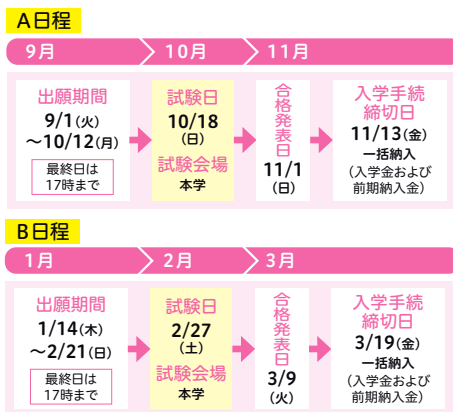 A日程
9月 10月 11月
出願期間
9/1(火)
～10/12(月)
最終日は
17時まで
試験日
10/18
(日)
試験会場
本学
合格発表日
11/1
(日)
入学手続
締切日
11/13(金)
一括納入
(入学金および
前期納入金)
B日程
1月 2月 3月
出願期間
1/14(木)
～2/21(日)
最終日は
17時まで
試験日
2/27
(土)
試験会場
本学
合格発表日
3/9
(火)
入学手続
締切日
3/19(金)
一括納入
(入学金および
前期納入金)